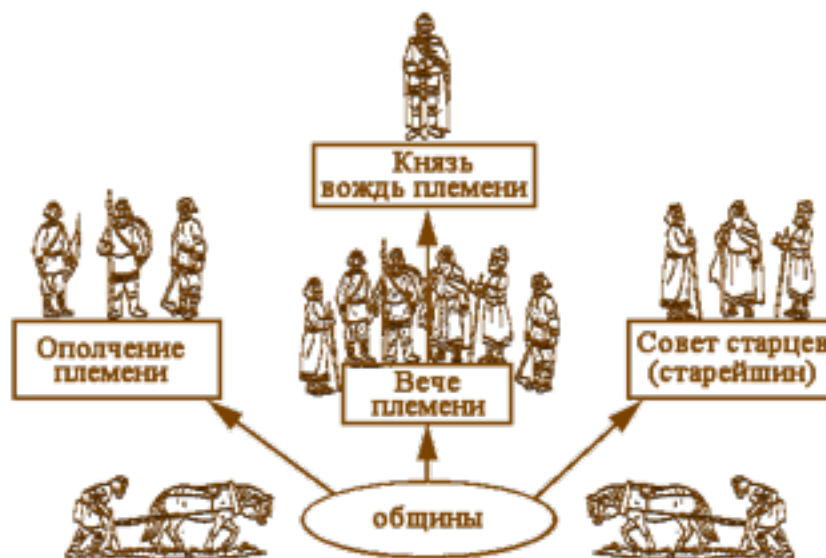 Князь
вождь племени
Ополчение
племени
Вече
племени
Совет старцев
(старейшин)
общины